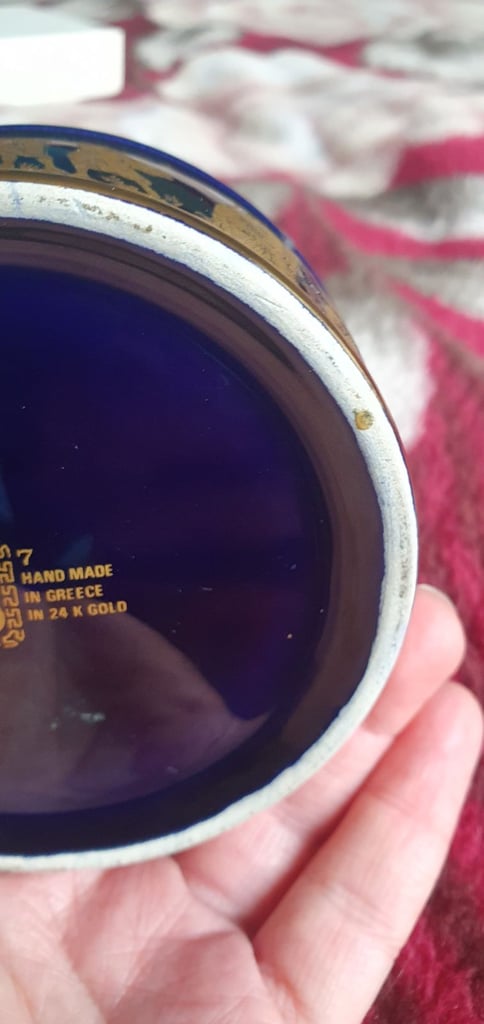 7
HAND MADE
IN GREECE
IN 24 K GOLD